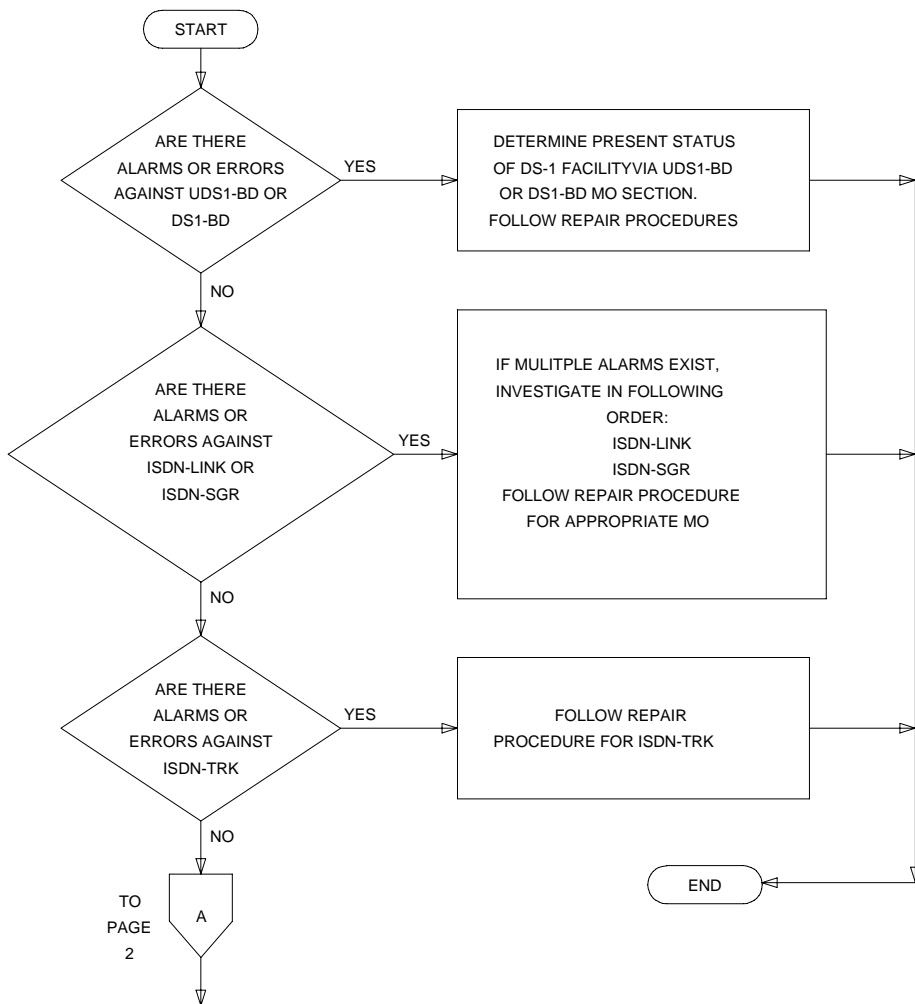 START
ARE THERE
ALARMS OR ERRORS
AGAINST UDS1-BD OR
DS1-BD
YES
DETERMINE PRESENT STATUS
OF DS-1 FACILITYVIA UDS1-BD
OR DS1-BD MO SECTION.
FOLLOW REPAIR PROCEDURES
NO
ARE THERE
ALARMS OR
ERRORS AGAINST
ISDN-LINK OR
ISDN-SGR
YES
IF MULITPLE ALARMS EXIST,
INVESTIGATE IN FOLLOWING
ORDER:
ISDN-LINK
ISDN-SGR
FOLLOW REPAIR PROCEDURE
FOR APPROPRIATE MO
NO
ARE THERE
ALARMS OR
ERRORS AGAINST
ISDN-TRK
YES
FOLLOW REPAIR
PROCEDURE FOR ISDN-TRK
NO
TO
PAGE
2
A
END